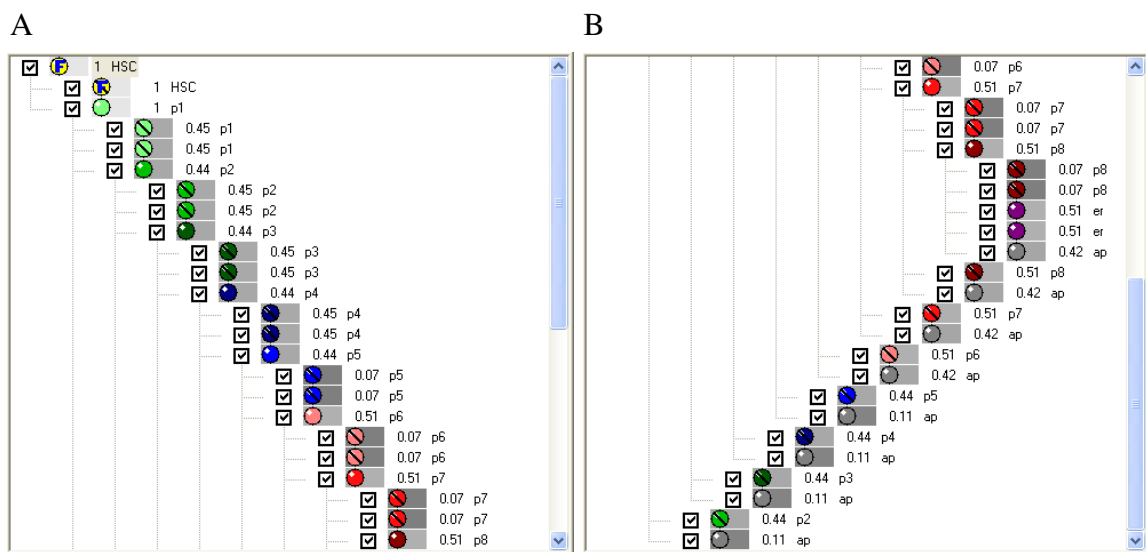 A
1 HSC
1 HSC
1 p1
0.45 p1
0.45 p1
0.44 p2
0.45 p2
0.45 p2
0.44 p3
0.45 p3
0.45 p3
0.44 p4
0.45 p4
0.45 p4
0.44 p5
0.07 p5
0.07 p5
0.51 p6
0.07 p6
0.07 p6
0.51 p7
0.07 p7
0.07 p7
0.51 p8
B
0.07 p6
0.51 p7
0.07 p7
0.07 p7
0.51 p8
0.07 p8
0.07 p8
0.51 er
0.51 er
0.42 ap
0.51 p8
0.42 ap
0.51 p7
0.42 ap
0.51 p6
0.42 ap
0.44 p5
0.11 ap
0.44 p4
0.11 ap
0.44 p3
0.11 ap
0.44 p2
0.11 ap